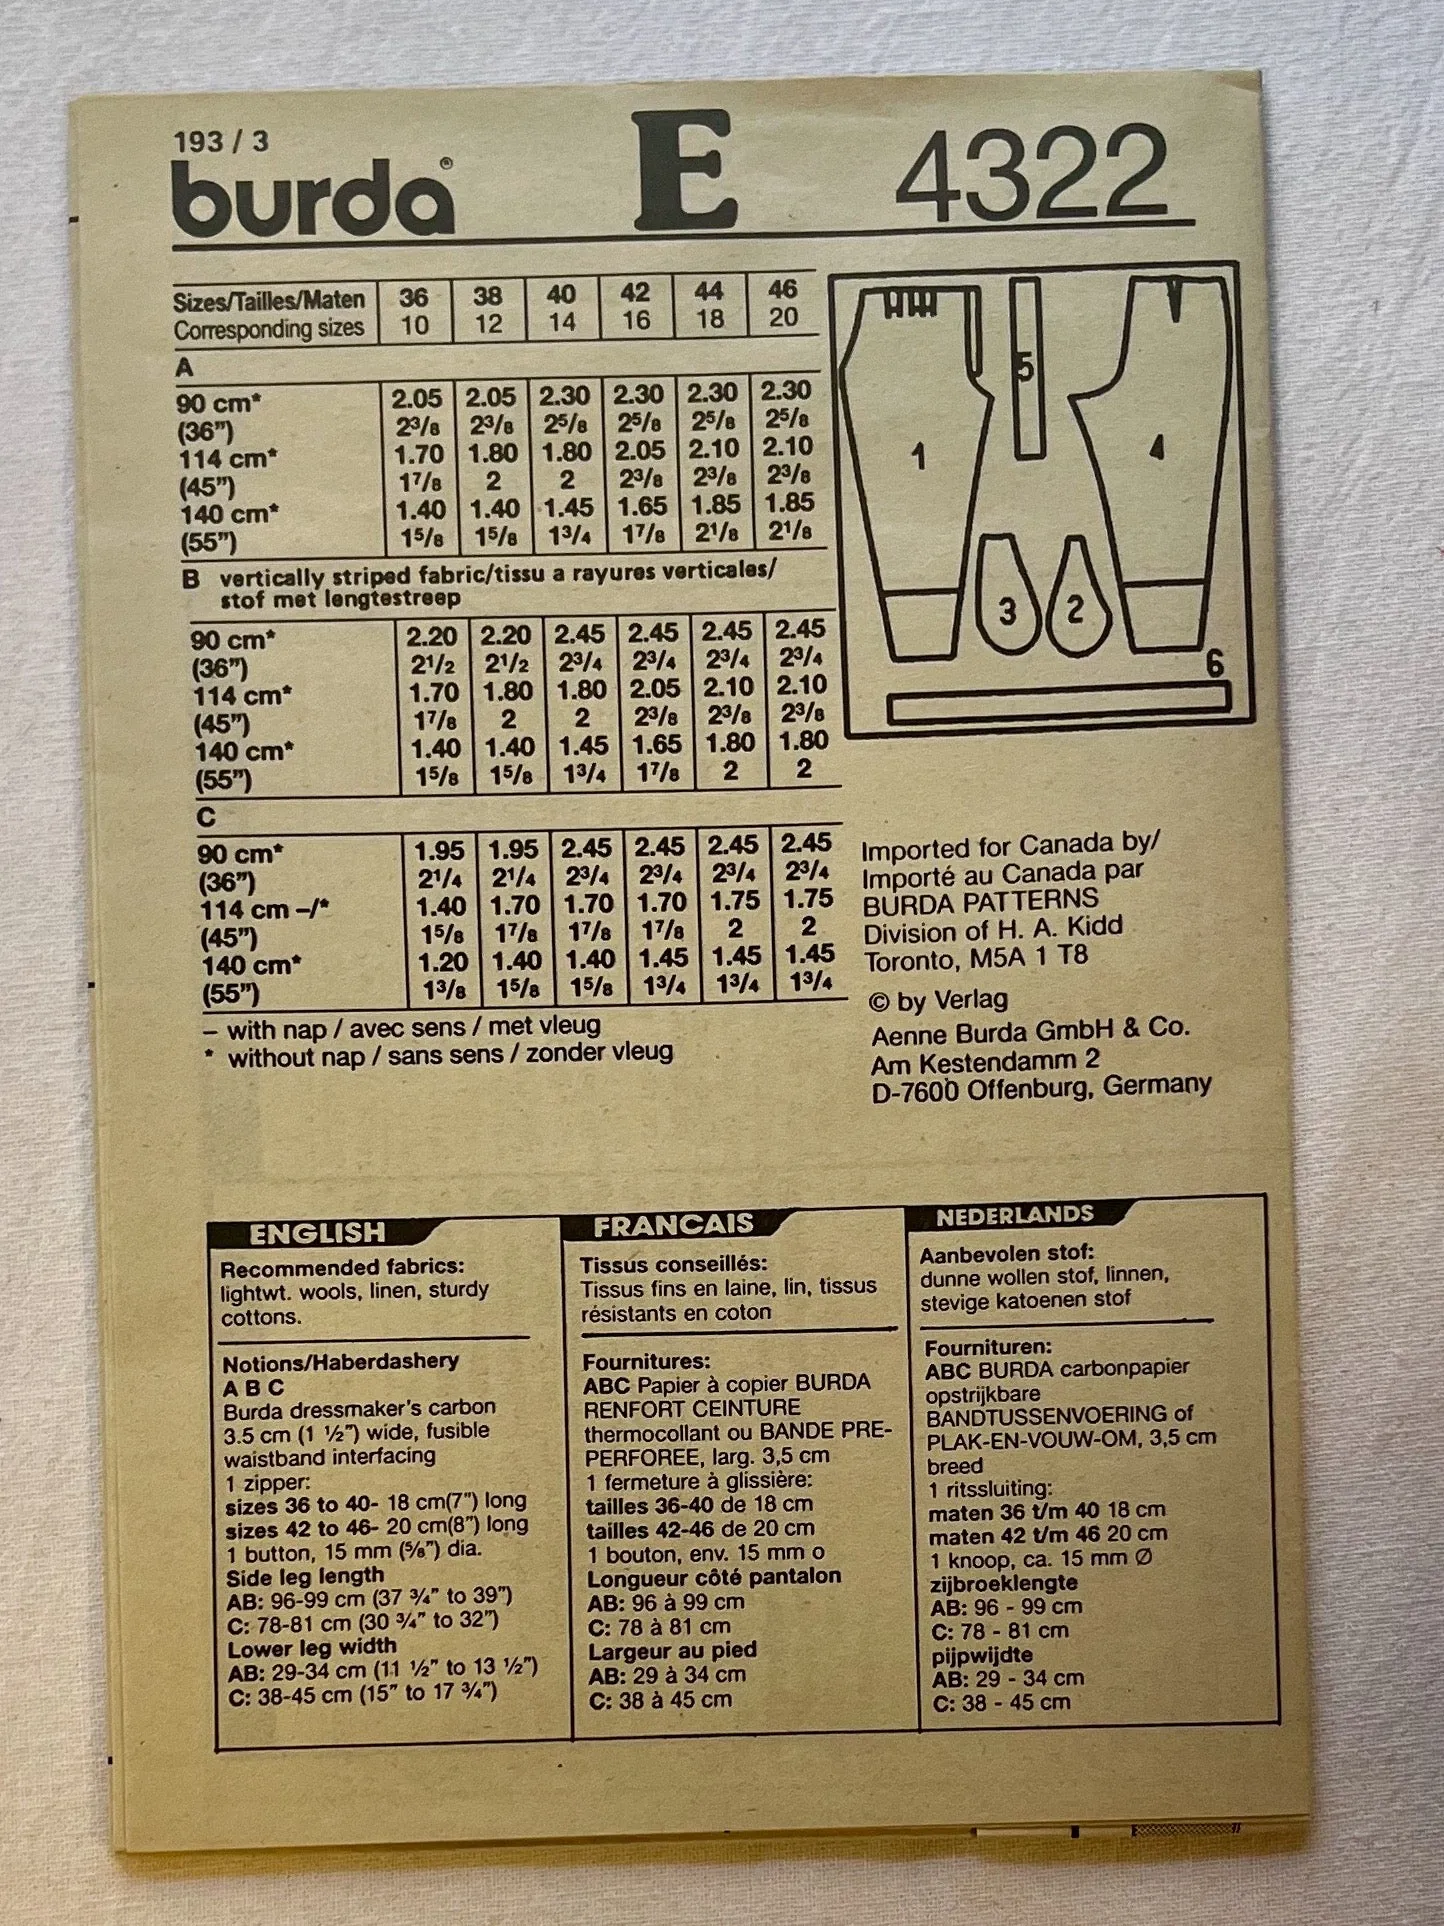 193 / 3
burda®
E
4322
Sizes/Tailles/Maten 36 38 40 42 44 46
Corresponding sizes 10 12 14 16 18 20
A
90 cm* 2.05 2.05 2.30 2.30 2.30 2.30
(36”) 2³/₈ 2³/₈ 2⁵/₈ 2⁵/₈ 2⁵/₈ 2⁵/₈
114 cm* 1.70 1.80 1.80 2.05 2.10 2.10
(45”) 1⁷/₈ 2 2 2³/₈ 2³/₈ 2³/₈
140 cm* 1.40 1.40 1.45 1.65 1.85 1.85
(55”) 1⁵/₈ 1⁵/₈ 1³/₄ 1⁷/₈ 2¹/₈ 2¹/₈
B vertically striped fabric/tissu a rayures verticales/
stof met lengtestreep
90 cm* 2.20 2.20 2.45 2.45 2.45 2.45
(36”) 2¹/₂ 2¹/₂ 2³/₄ 2³/₄ 2³/₄ 2³/₄
114 cm* 1.70 1.80 1.80 2.05 2.10 2.10
(45”) 1⁷/₈ 2 2 2³/₈ 2³/₈ 2³/₈
140 cm* 1.40 1.40 1.45 1.65 1.80 1.80
(55”) 1⁵/₈ 1⁵/₈ 1³/₄ 1⁷/₈ 2 2
C
90 cm* 1.95 1.95 2.45 2.45 2.45 2.45
(36”) 2¹/₄ 2¹/₄ 2³/₄ 2³/₄ 2³/₄ 2³/₄
114 cm –/* 1.40 1.70 1.70 1.70 1.75 1.75
(45”) 1⁵/₈ 1⁷/₈ 1⁷/₈ 1⁷/₈ 2 2
140 cm* 1.20 1.40 1.40 1.45 1.45 1.45
(55”) 1³/₈ 1⁵/₈ 1⁵/₈ 1³/₄ 1³/₄ 1³/₄
– with nap / avec sens / met vleug
* without nap / sans sens / zonder vleug
1
5
4
3
2
6
Imported for Canada by/
Importé au Canada par
BURDA PATTERNS
Division of H. A. Kidd
Toronto, M5A 1 T8
© by Verlag
Aenne Burda GmbH & Co.
Am Kestendamm 2
D-7600 Offenburg, Germany
ENGLISH
Recommended fabrics:
lightwt. wools, linen, sturdy
cottons.
Notions/Haberdashery
A B C
Burda dressmaker's carbon
3.5 cm (1 ½”) wide, fusible
waistband interfacing
1 zipper:
sizes 36 to 40- 18 cm(7”) long
sizes 42 to 46- 20 cm(8”) long
1 button, 15 mm (⅝”) dia.
Side leg length
AB: 96-99 cm (37 ¾” to 39”)
C: 78-81 cm (30 ¾” to 32”)
Lower leg width
AB: 29-34 cm (11 ½” to 13 ½”)
C: 38-45 cm (15” to 17 ¾”)
FRANCAIS
Tissus conseillés:
Tissus fins en laine, lin, tissus
résistants en coton
Fournitures:
ABC Papier à copier BURDA
RENFORT CEINTURE
thermocollant ou BANDE PRE-
PERFOREE, larg. 3,5 cm
1 fermeture à glissière:
tailles 36-40 de 18 cm
tailles 42-46 de 20 cm
1 bouton, env. 15 mm o
Longueur côté pantalon
AB: 96 à 99 cm
C: 78 à 81 cm
Largeur au pied
AB: 29 à 34 cm
C: 38 à 45 cm
NEDERLANDS
Aanbevolen stof:
dunne wollen stof, linnen,
stevige katoenen stof
Fournituren:
ABC BURDA carbonpapier
opstrijkbare
BANDTUSSENVOERING of
PLAK-EN-VOUW-OM, 3,5 cm
breed
1 ritssluiting:
maten 36 t/m 40 18 cm
maten 42 t/m 46 20 cm
1 knoop, ca. 15 mm Ø
zijbroeklengte
AB: 96 - 99 cm
C: 78 - 81 cm
pijpwijdte
AB: 29 - 34 cm
C: 38 - 45 cm